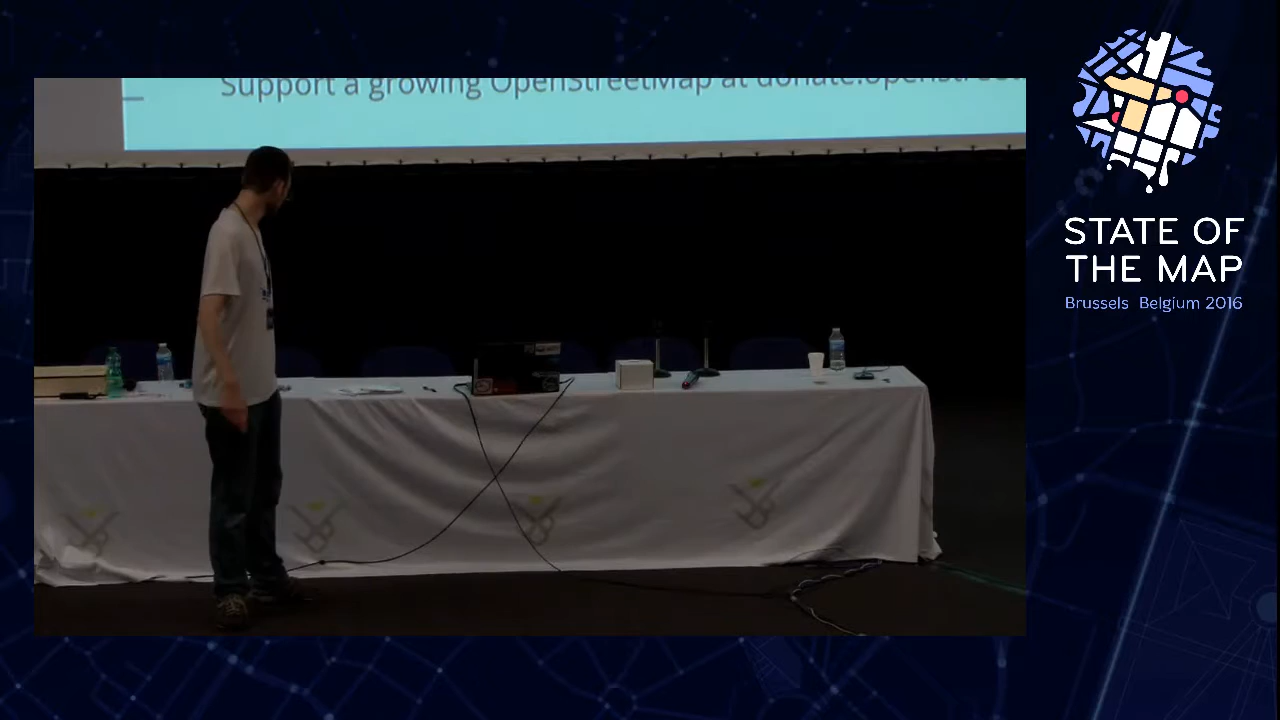 Support a growing OpenStreetMap at
STATE OF
THE MAP
Brussels Belgium 2016